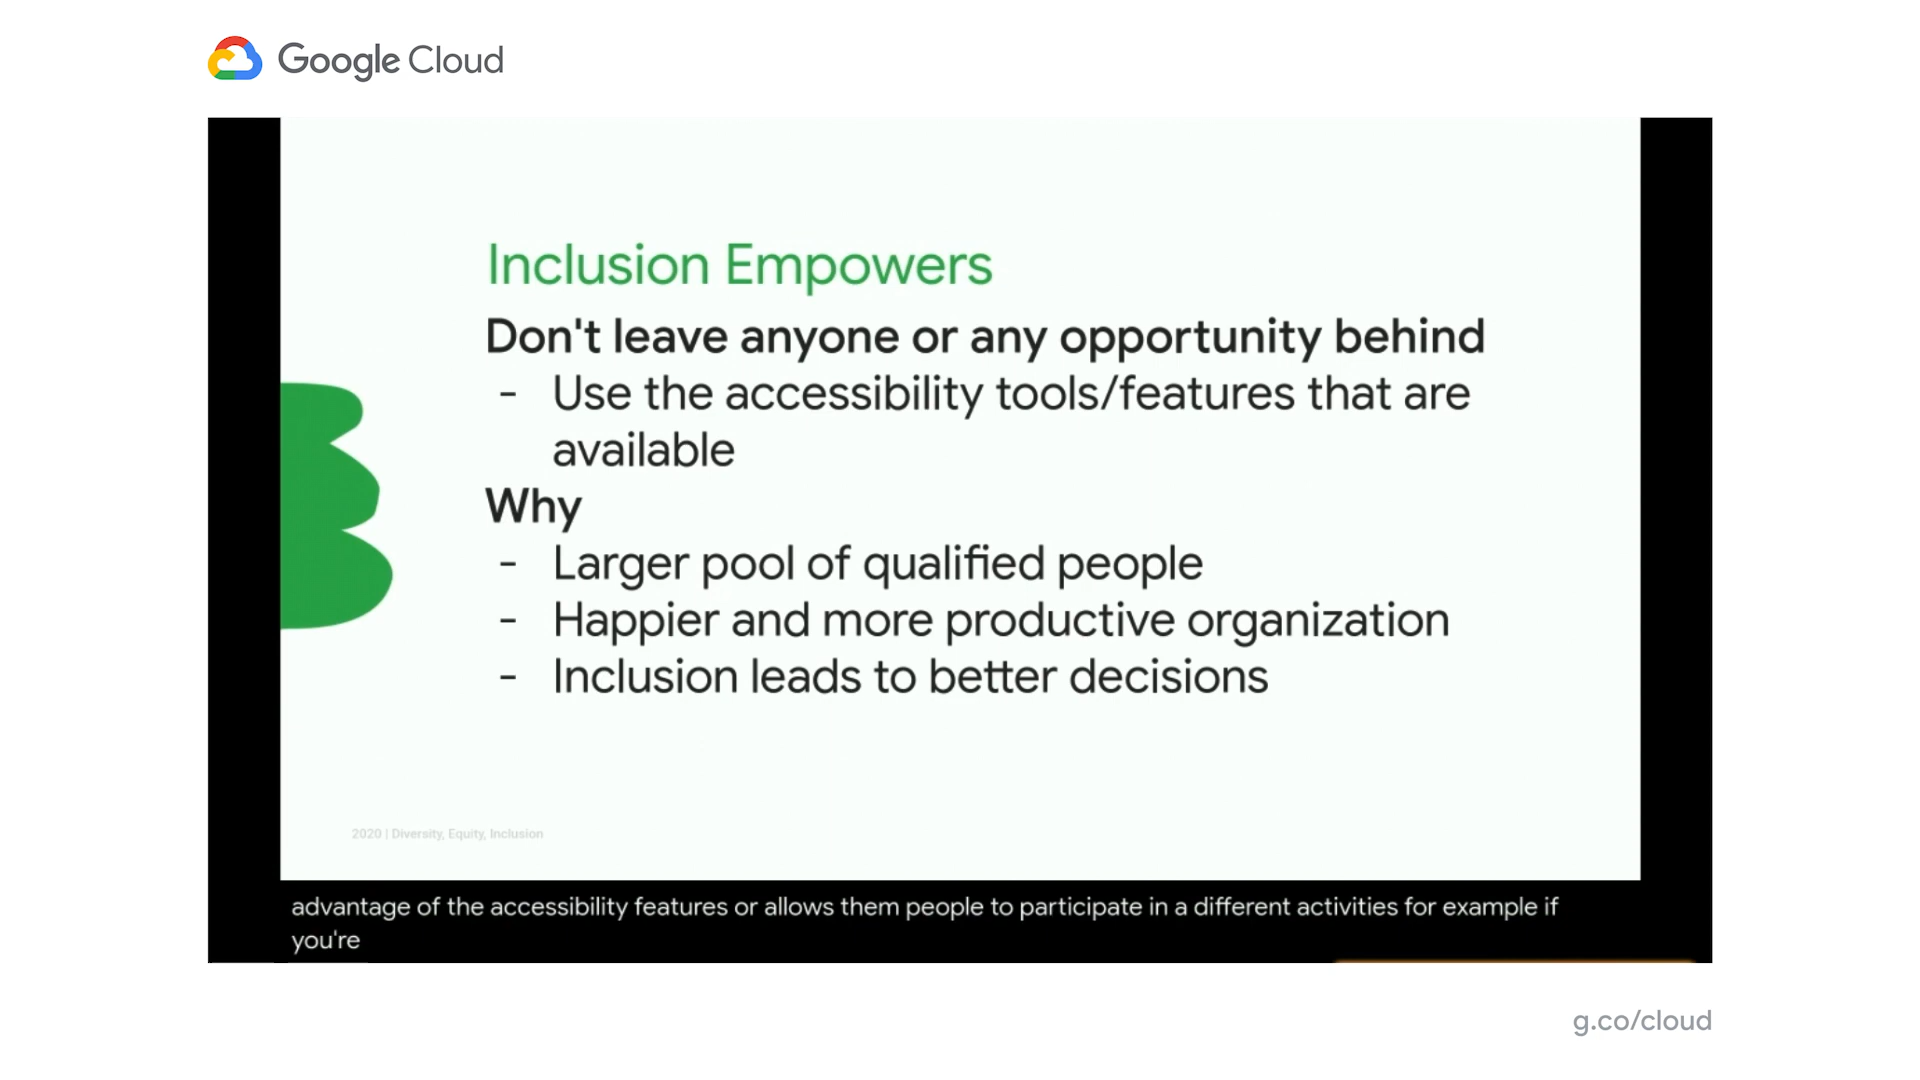 Google Cloud
Inclusion Empowers
Don't leave anyone or any opportunity behind
- Use the accessibility tools/features that are
available
Why
- Larger pool of qualified people
- Happier and more productive organization
- Inclusion leads to better decisions
2020 | Diversity, Equity, Inclusion
advantage of the accessibility features or allows them people to participate in a different activities for example if
you're
g.co/cloud